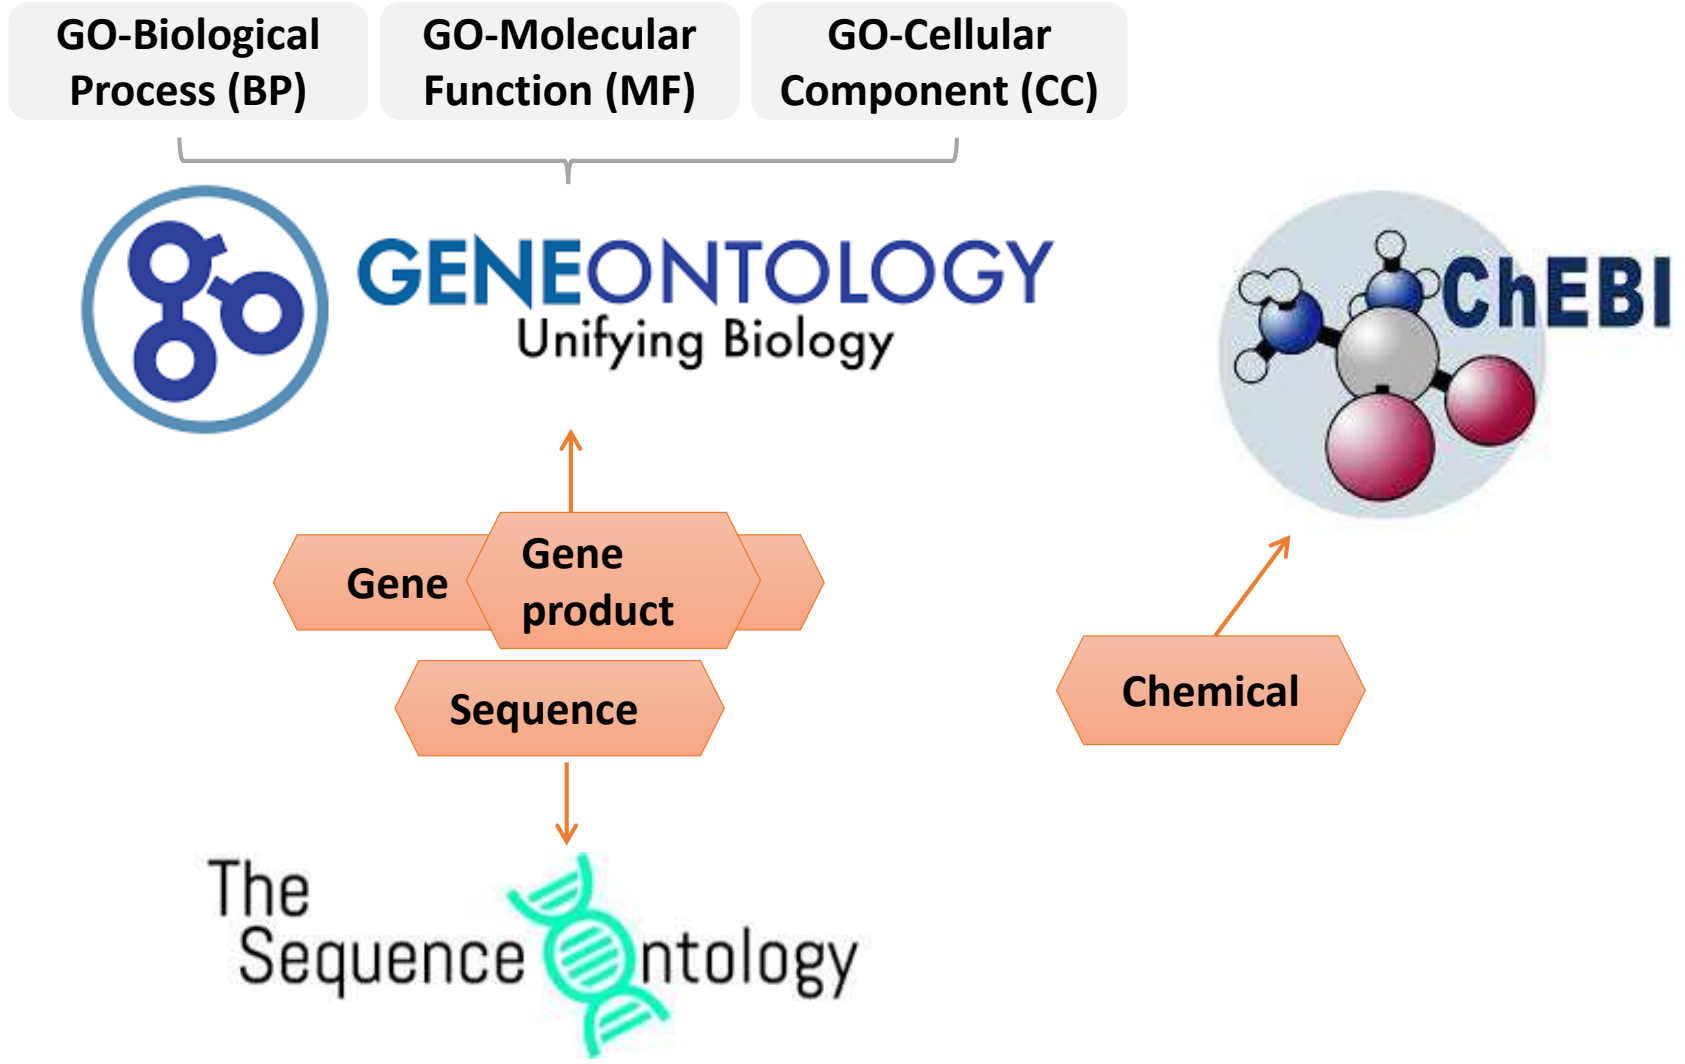 GO-Biological
Process (BP)
GO-Molecular
Function (MF)
GO-Cellular
Component (CC)
GENEONTOLOGY
Unifying Biology
ChEBI
Gene
Gene
product
Sequence
Chemical
The
Sequence Ontology